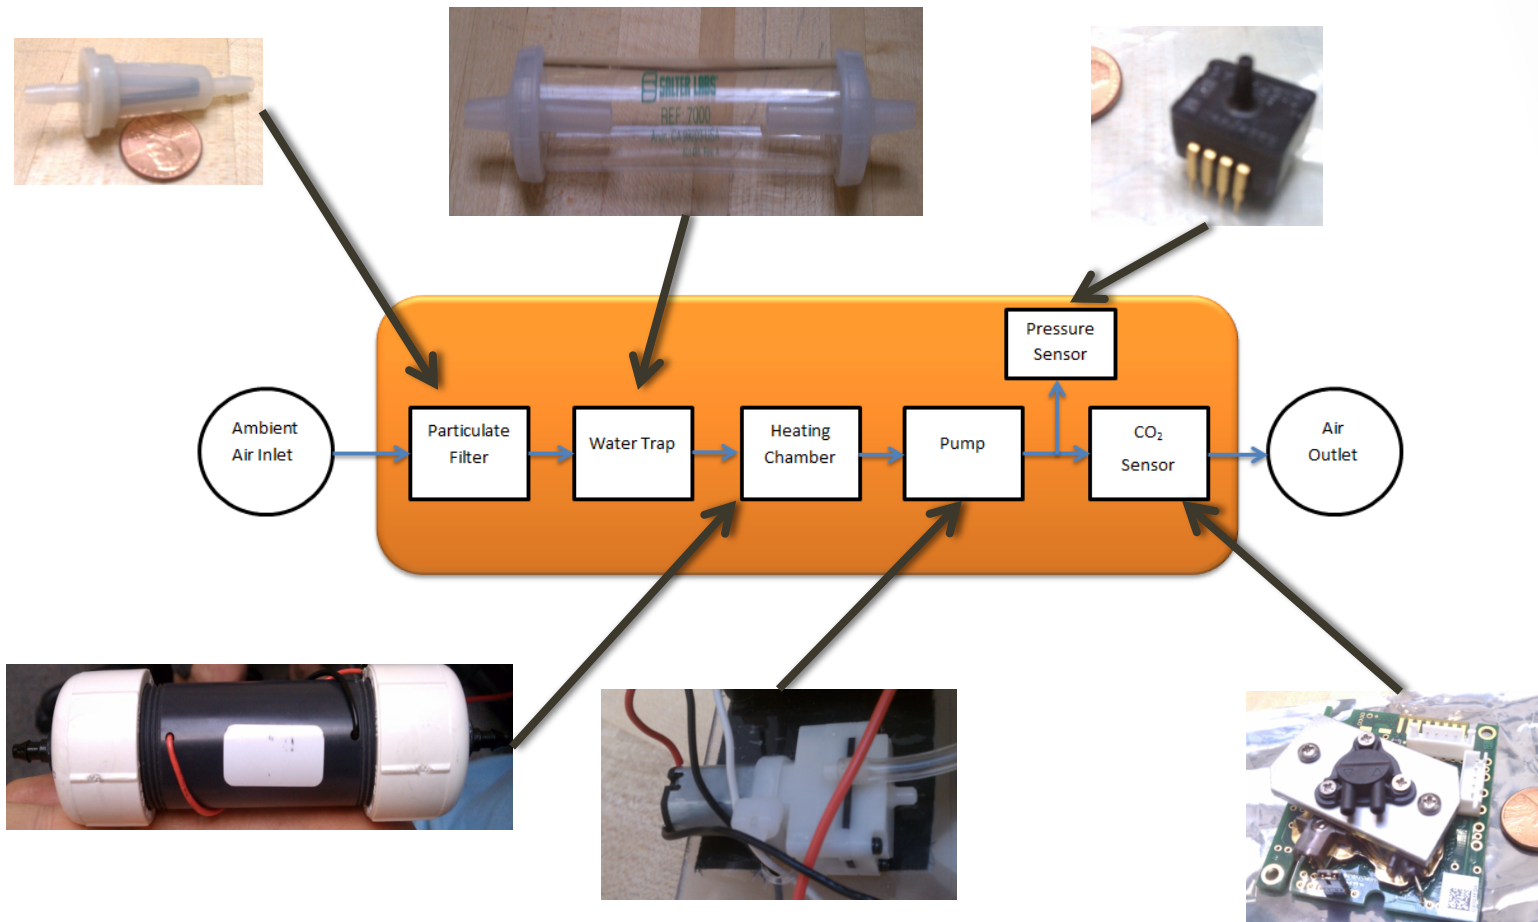 SALTER LABS
REF 7000
Pressure
Sensor
Ambient
Air Inlet
Particulate
Filter
Water Trap
Heating
Chamber
Pump
CO₂
Sensor
Air
Outlet